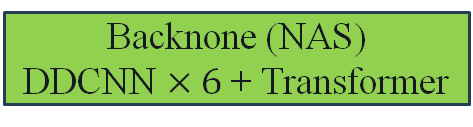 Backnone (NAS)
DDCNN × 6 + Transformer